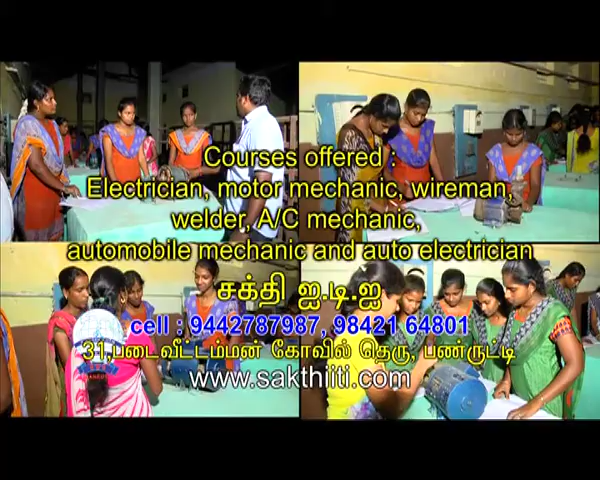 Courses offered :
Electrician, motor mechanic, wireman,
welder, A/C mechanic,
automobile mechanic and auto electrician
சக்தி ஐ.டி.ஐ
cell : 9442787987, 98421 64801
31,படைவீட்டம்மன் கோவில் தெரு, பண்ருட்டி
www.sakthiiti.com